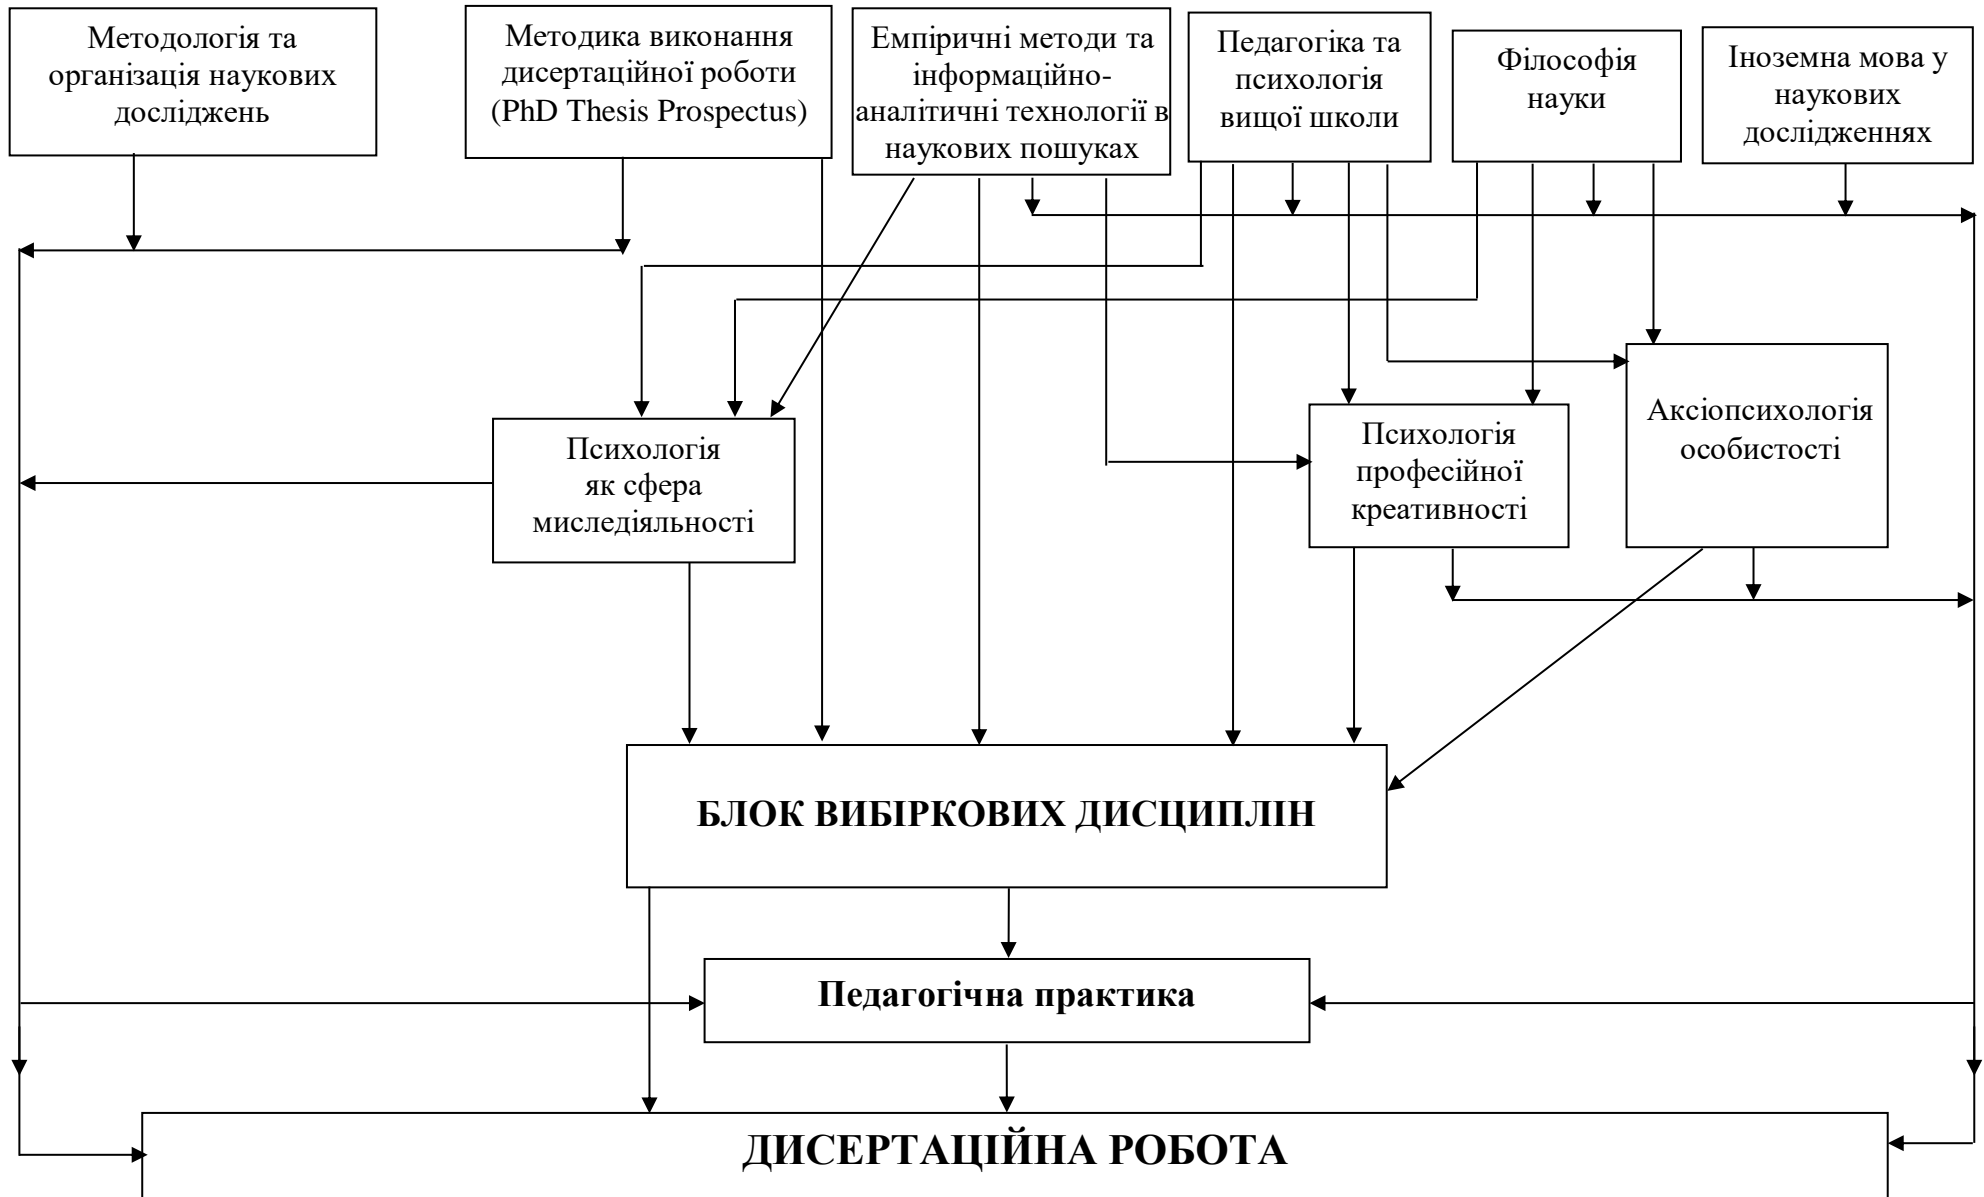 Методологія та
організація наукових
досліджень
Методика виконання
дисертаційної роботи
(PhD Thesis Prospectus)
Емпіричні методи та
інформаційно-
аналітичні технології в
наукових пошуках
Педагогіка та
психологія
вищої школи
Філософія
науки
Іноземна мова у
наукових
дослідженнях
Психологія
як сфера
миследіяльності
Психологія
професійної
креативності
Аксіопсихологія
особистості
БЛОК ВИБІРКОВИХ ДИСЦИПЛІН
Педагогічна практика
ДИСЕРТАЦІЙНА РОБОТА